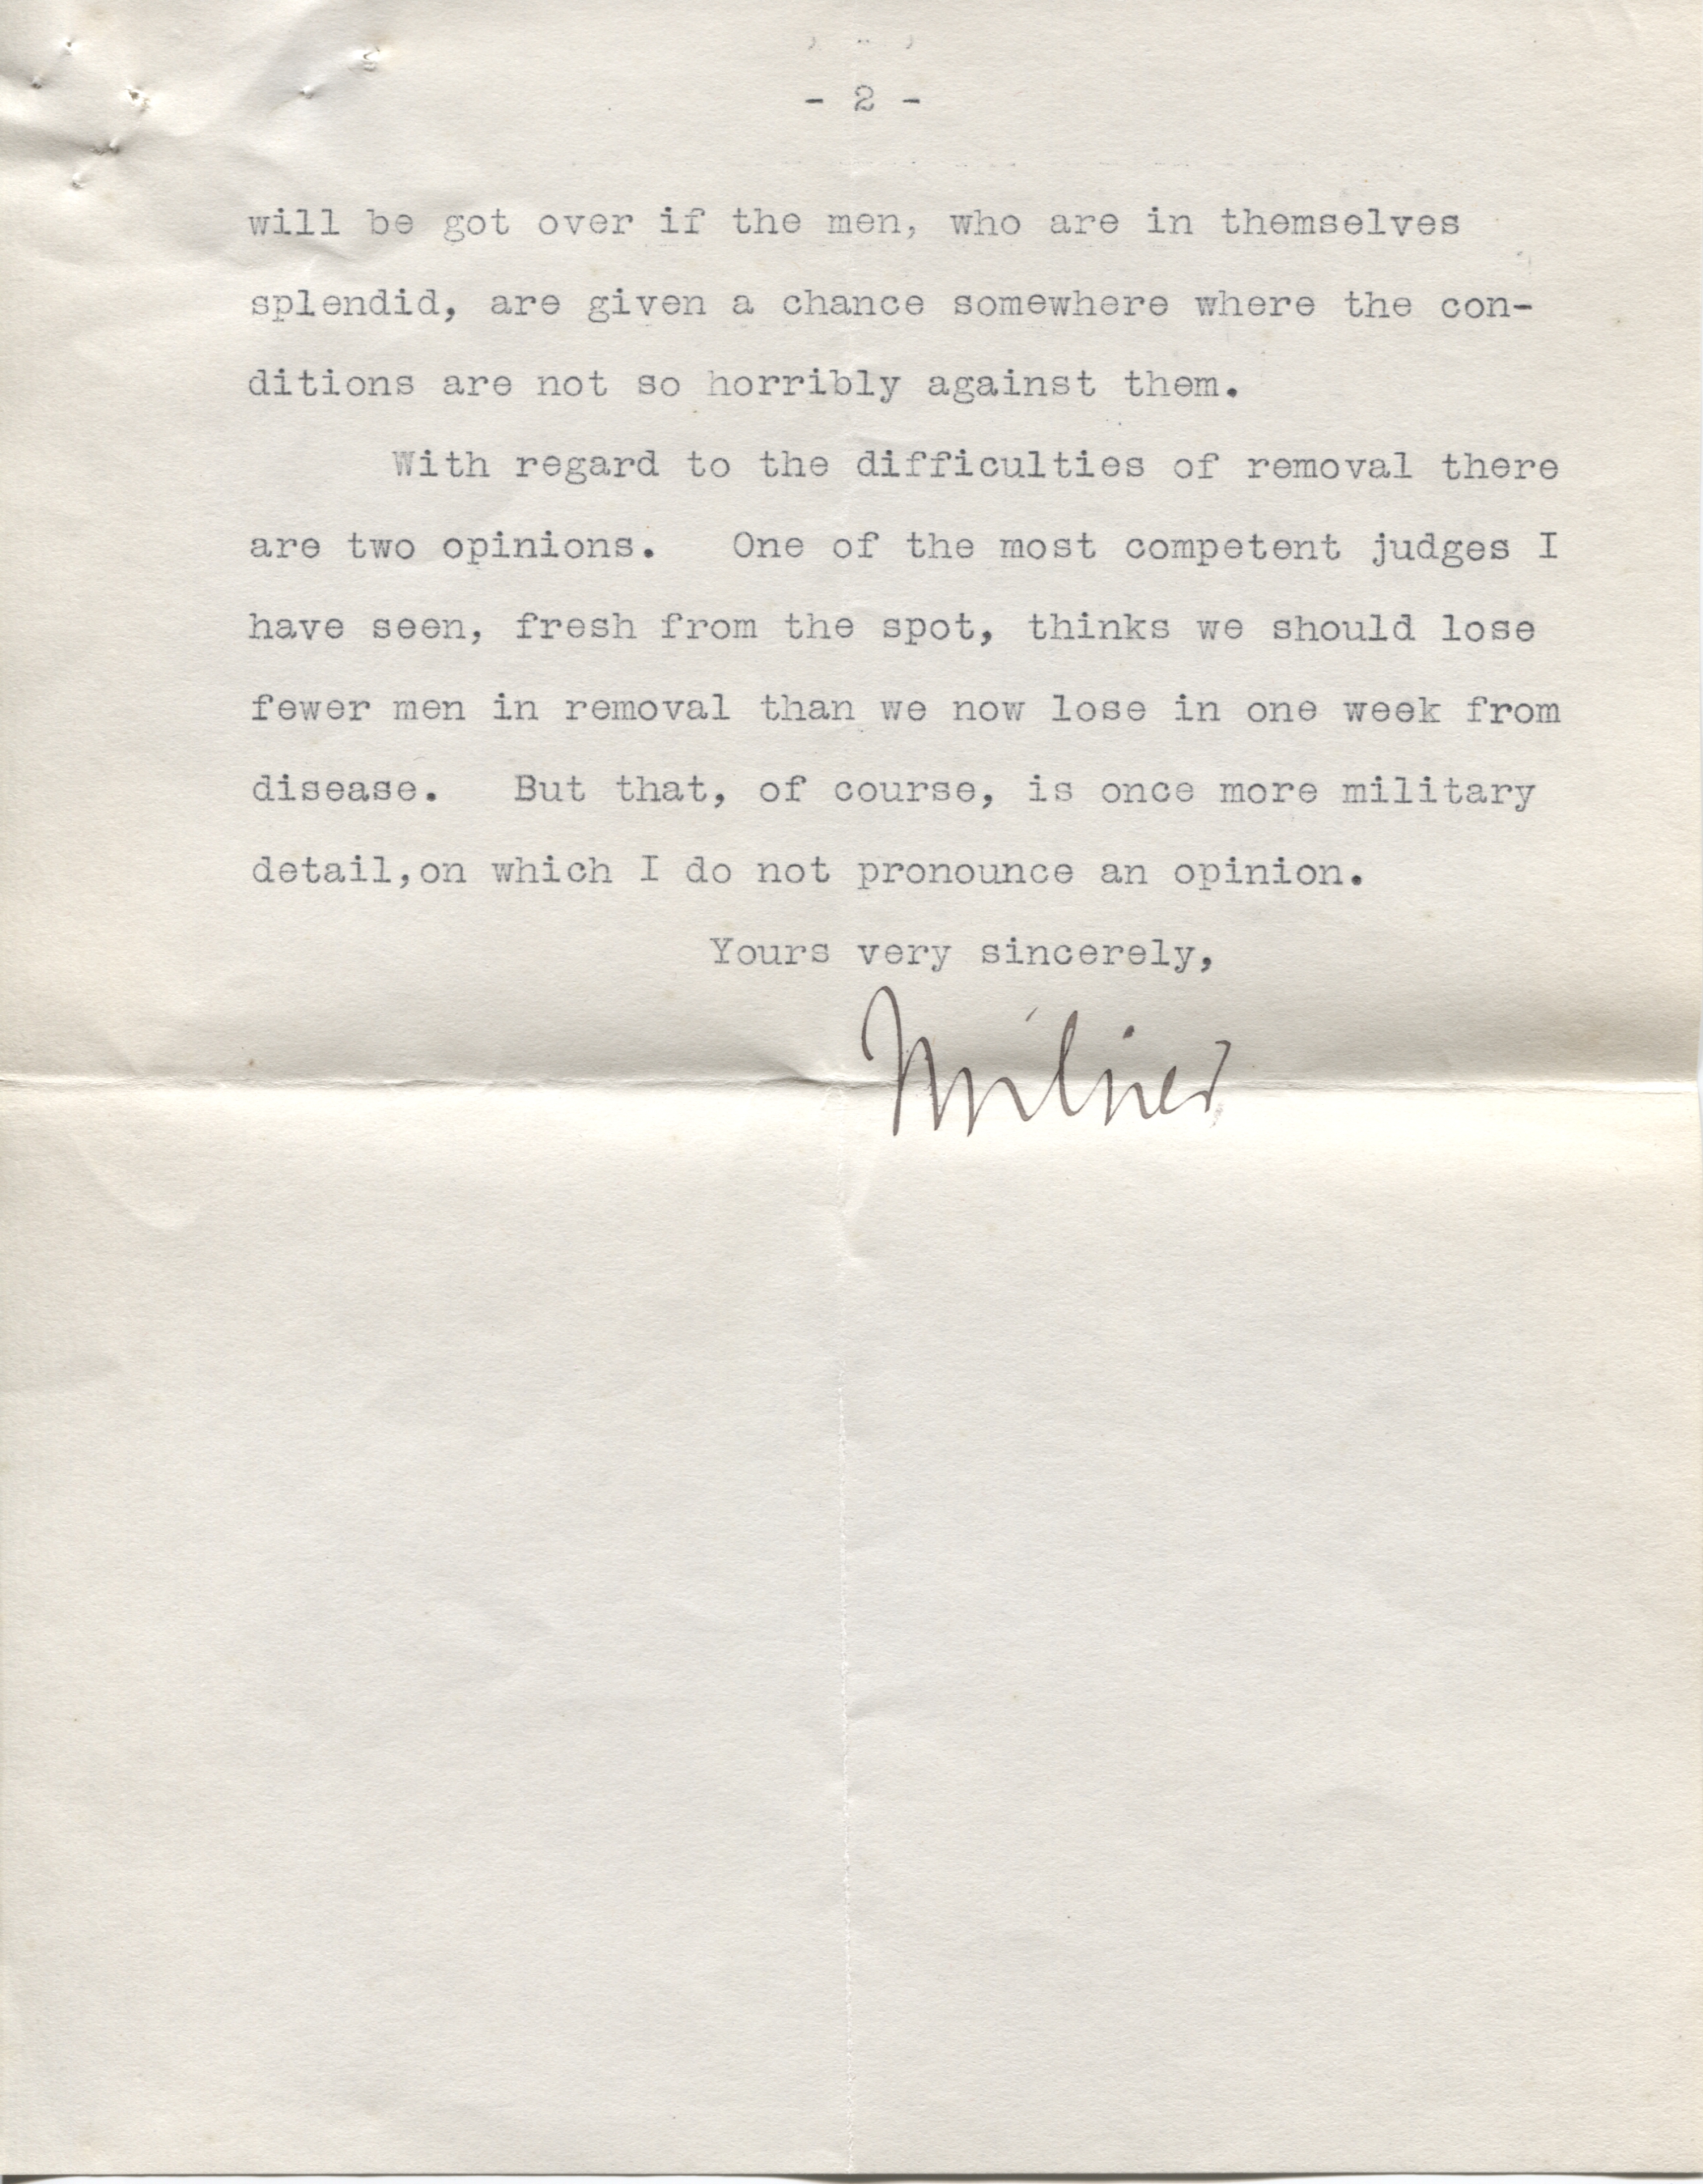 - 2 -
will be got over if the men, who are in themselves
splendid, are given a chance somewhere where the con-
ditions are not so horribly against them.
With regard to the difficulties of removal there
are two opinions. One of the most competent judges I
have seen, fresh from the spot, thinks we should lose
fewer men in removal than we now lose in one week from
disease. But that, of course, is once more military
detail,on which I do not pronounce an opinion.
Yours very sincerely,
Milner